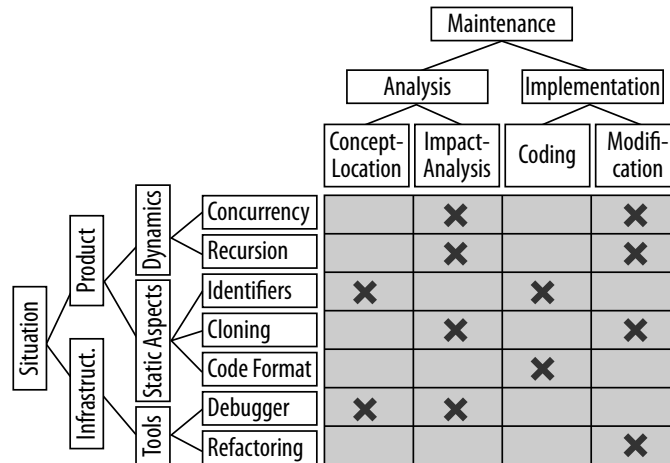 Maintenance
Analysis
Implementation
Concept-
Location
Impact-
Analysis
Coding
Modifi-
cation
Situation
Product
Infrastruct.
Dynamics
Static Aspects
Tools
Concurrency
Recursion
Identifiers
Cloning
Code Format
Debugger
Refactoring